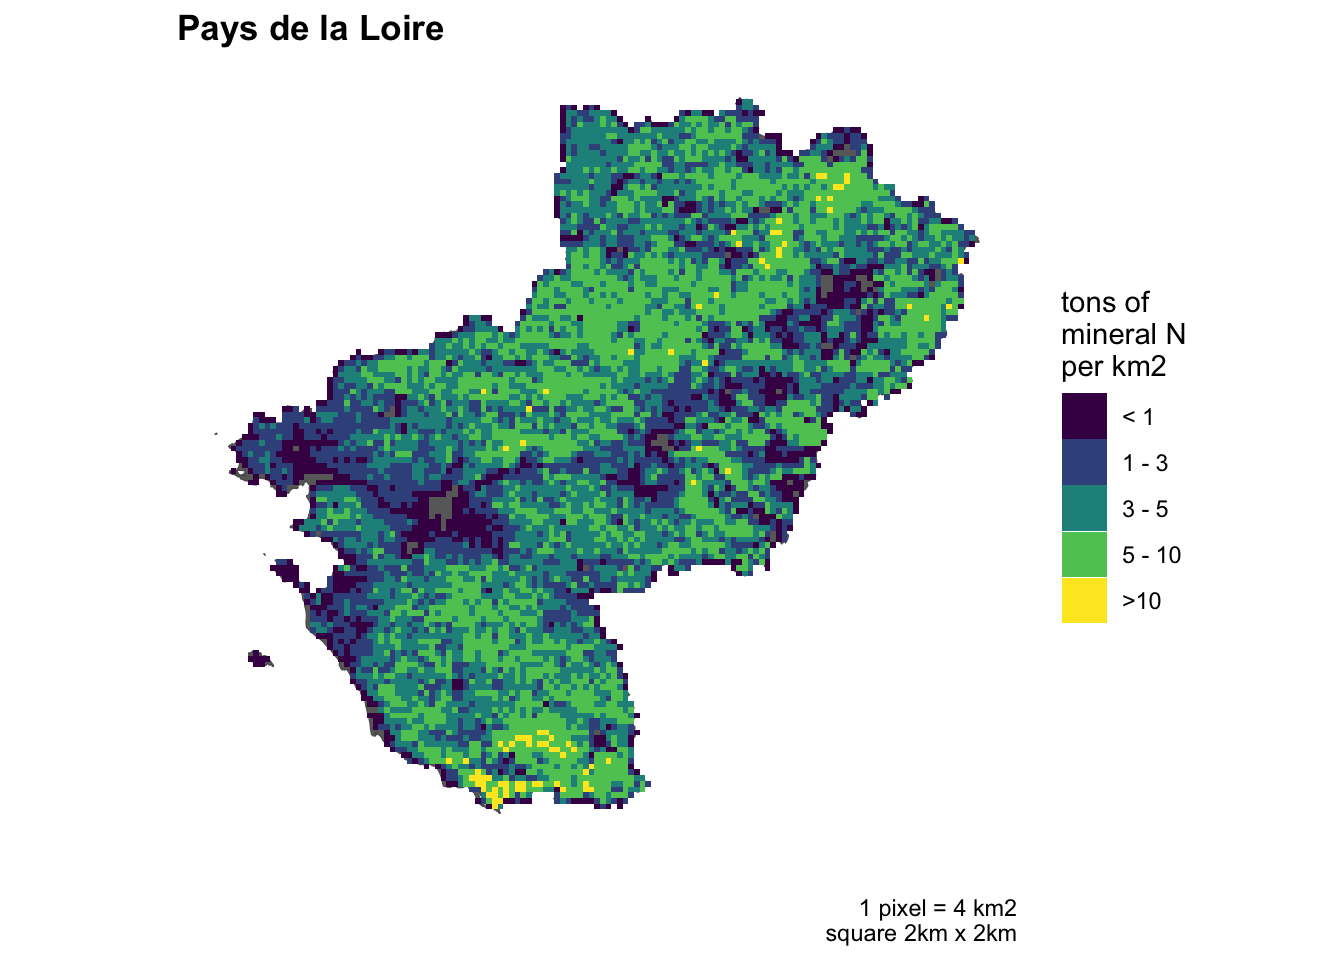 Pays de la Loire
tons of
mineral N
per km2
< 1
1 - 3
3 - 5
5 - 10
>10
1 pixel = 4 km2
square 2km x 2km